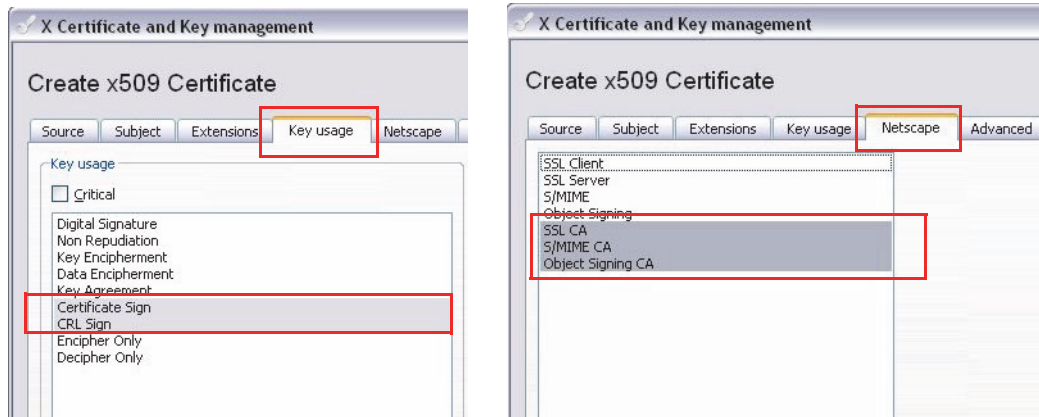 X Certificate and Key management
Create x509 Certificate
Source Subject Extensions Key usage Netscape
Key usage
Critical
Digital Signature
Non Repudiation
Key Encipherment
Data Encipherment
Key Agreement
Certificate Sign
CRL Sign
Encipher Only
Decipher Only
X Certificate and Key management
Create x509 Certificate
Source Subject Extensions Key usage Netscape Advanced
SSL Client
SSL Server
S/MIME
Object Signing
SSL CA
S/MIME CA
Object Signing CA